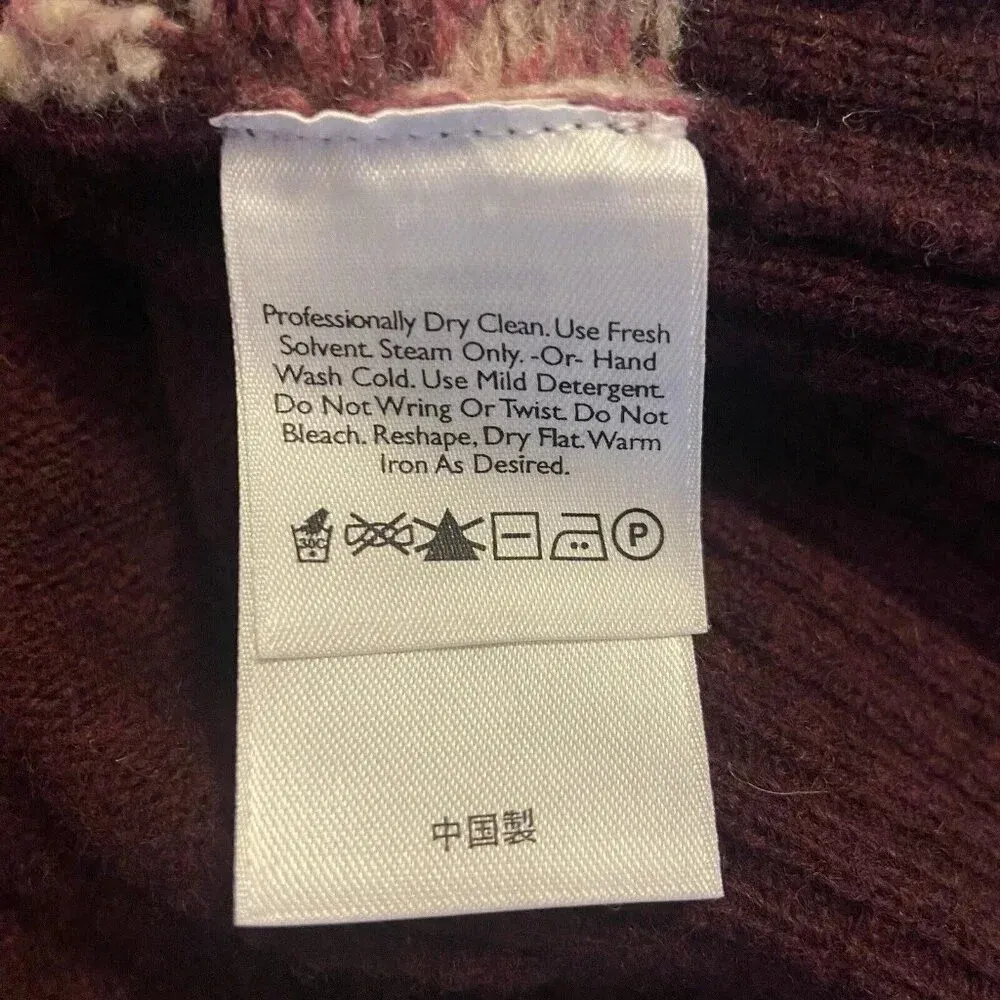 Professionally Dry Clean. Use Fresh
Solvent. Steam Only. -Or- Hand
Wash Cold. Use Mild Detergent.
Do Not Wring Or Twist. Do Not
Bleach. Reshape, Dry Flat. Warm
Iron As Desired.
30C P
中国製